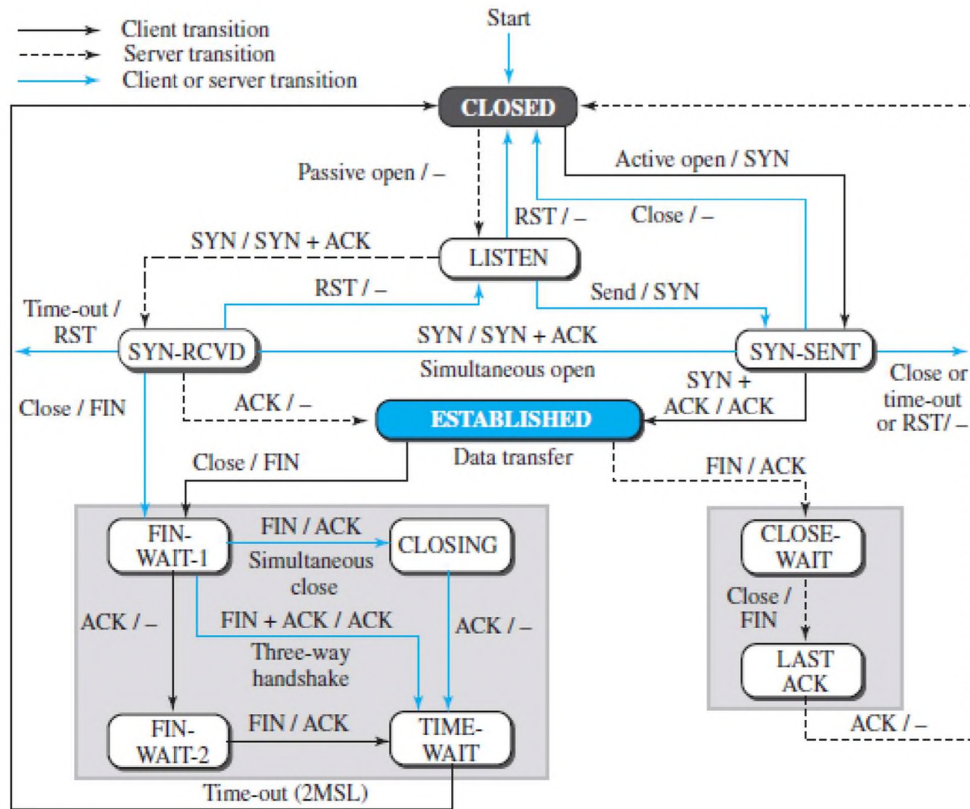 Start
Client transition
Server transition
Client or server transition
CLOSED
Passive open / –
Active open / SYN
RST / –
Close / –
SYN / SYN + ACK
LISTEN
RST / –
Send / SYN
Time-out /
RST
SYN-RCVD
SYN / SYN + ACK
Simultaneous open
SYN-SENT
Close or
time-out
or RST/ –
Close / FIN
ACK / –
SYN +
ACK / ACK
ESTABLISHED
Data transfer
Close / FIN
FIN / ACK
FIN-
WAIT-1
FIN / ACK
Simultaneous
close
CLOSING
CLOSE-
WAIT
Close /
FIN
ACK / –
FIN + ACK / ACK
Three-way
handshake
ACK / –
LAST
ACK
FIN-
WAIT-2
FIN / ACK
TIME-
WAIT
ACK / –
Time-out (2MSL)